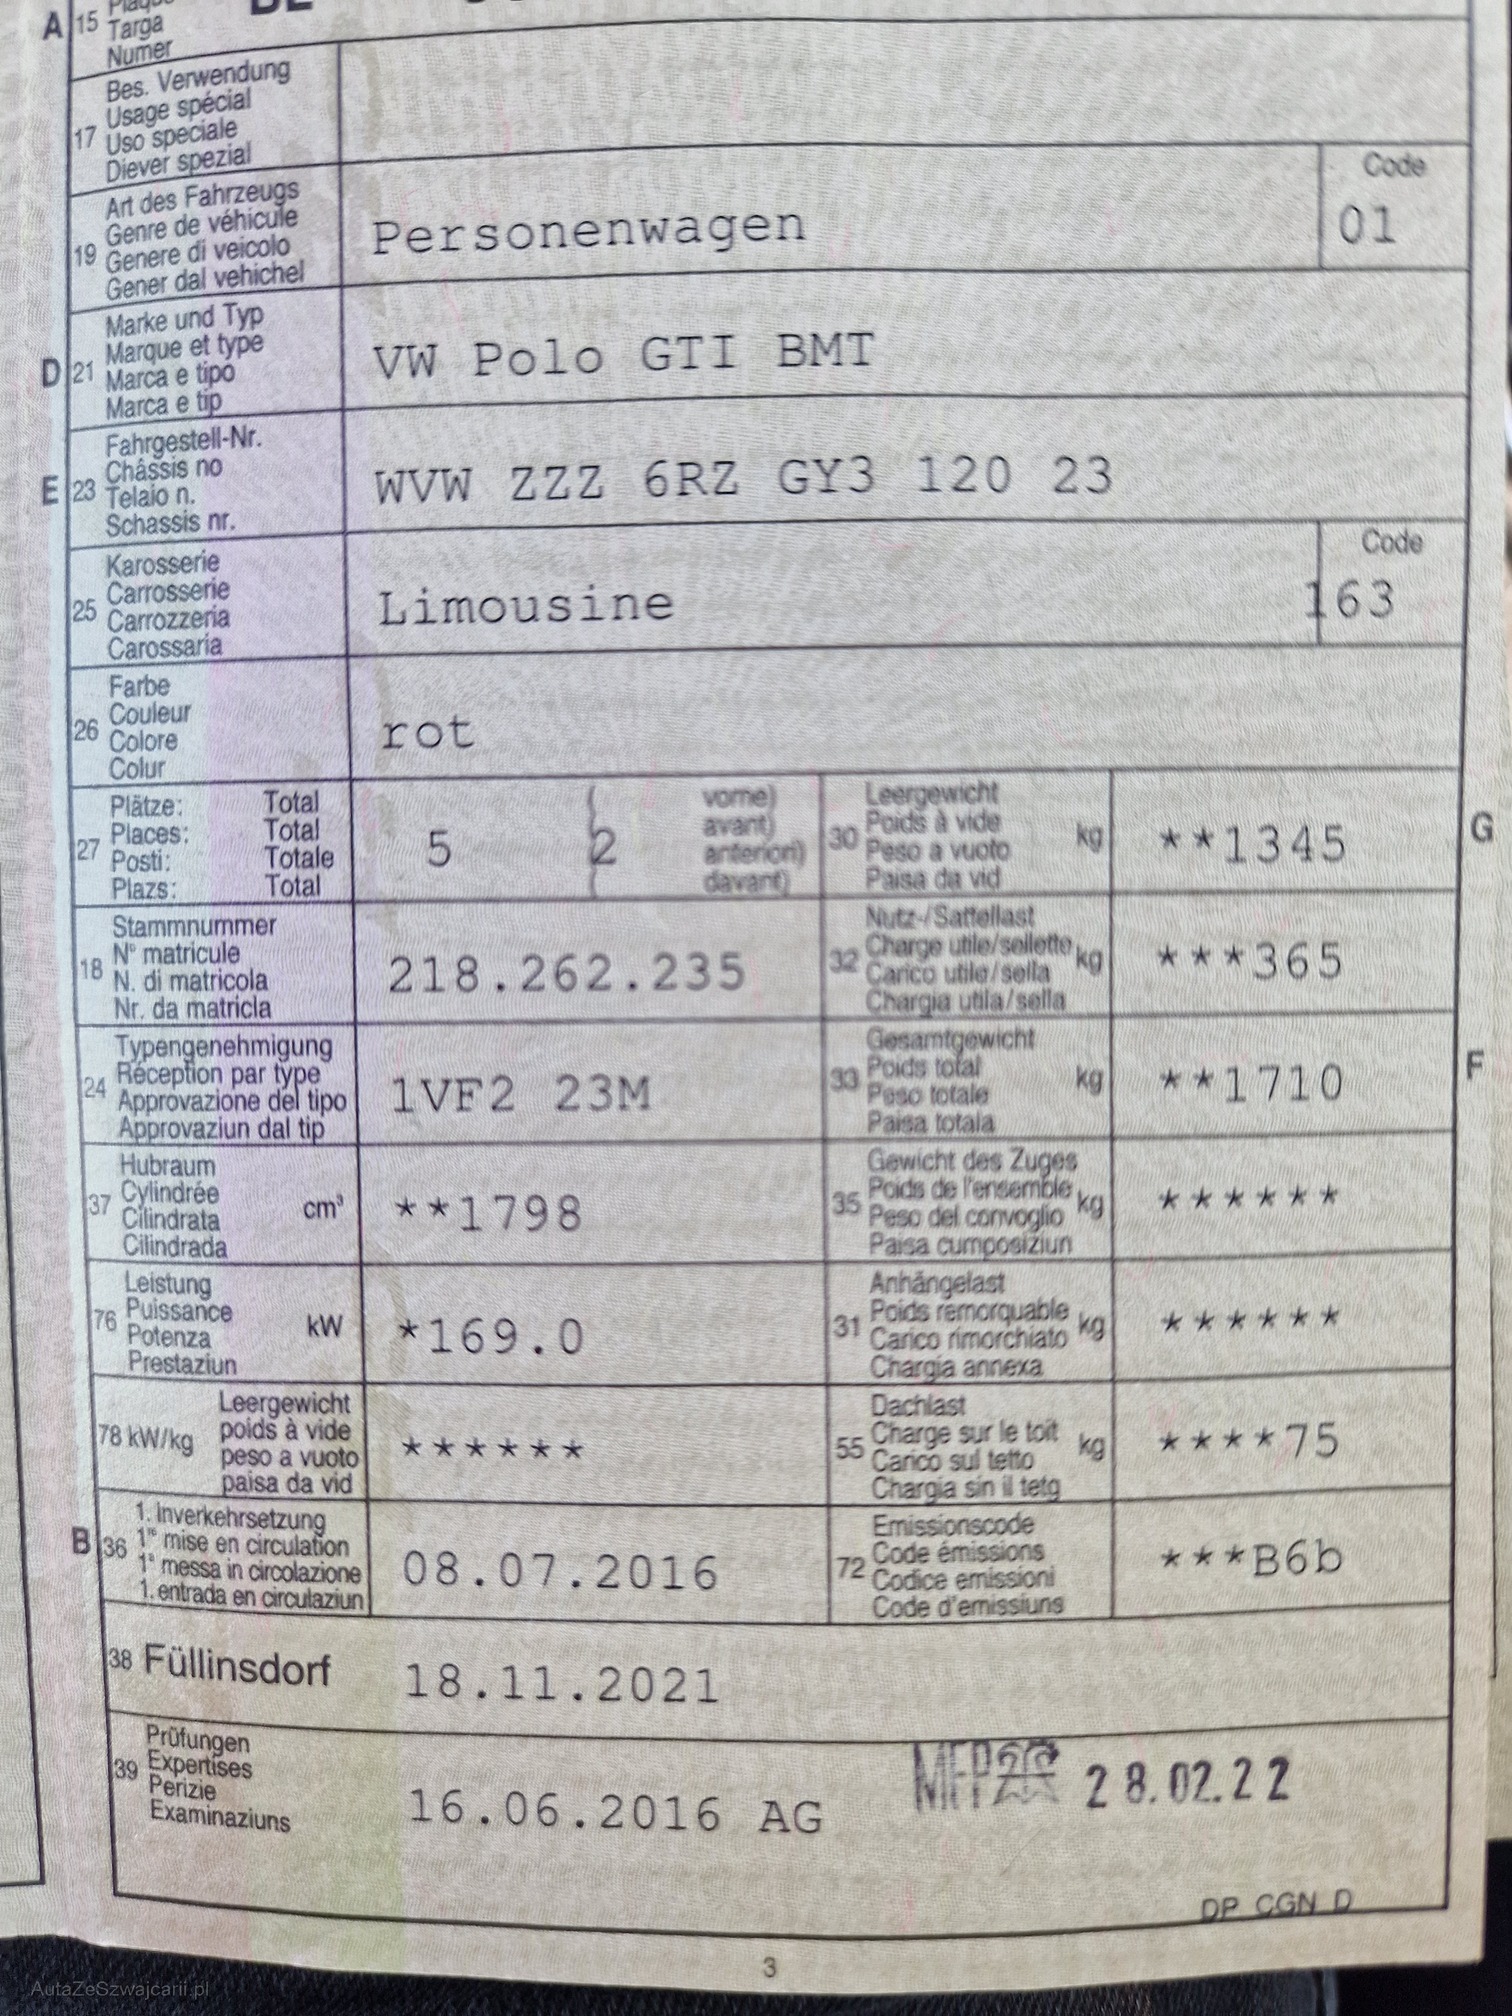 A 15 Targa
Numer
17 Bes. Verwendung
Usage spécial
Uso speciale
Diever spezial
19 Art des Fahrzeugs
Genre de véhicule
Genere di veicolo
Gener dal vehichel
Personenwagen
Code
01
D 21 Marke und Typ
Marque et type
Marca e tipo
Marca e tip
VW Polo GTI BMT
E 23 Fahrgestell-Nr.
Châssis no
Telaio n.
Schassis nr.
WVW ZZZ 6RZ GY3 120 23
25 Karosserie
Carrosserie
Carrozzeria
Carossaria
Limousine
Code
163
26 Farbe
Couleur
Colore
Colur
rot
27 Plätze: Total
Places: Total
Posti: Totale
Plazs: Total
5 2
vorne)
avant)
anteriori)
davant)
30 Leergewicht
Poids à vide
Peso a vuoto
Paisa da vid
kg
**1345
G
18 Stammnummer
N° matricule
N. di matricola
Nr. da matricla
218.262.235
32 Nutz-/Sattellast
Charge utile/sellette
Carico utile/sella
Chargia utila/sella
kg
***365
24 Typengenehmigung
Réception par type
Approvazione del tipo
Approvaziun dal tip
1VF2 23M
33 Gesamtgewicht
Poids total
Peso totale
Paisa totala
kg
**1710
F
37 Hubraum
Cylindrée
Cilindrata
Cilindrada
cm³
**1798
35 Gewicht des Zuges
Poids de l'ensemble
Peso del convoglio
Paisa cumposiziun
kg
******
76 Leistung
Puissance
Potenza
Prestaziun
kW
*169.0
31 Anhängelast
Poids remorquable
Carico rimorchiato
Chargia annexa
kg
******
78 kW/kg
Leergewicht
poids à vide
peso a vuoto
paisa da vid
******
55 Dachlast
Charge sur le toit
Carico sul tetto
Chargia sin il tetg
kg
****75
B 36 1. Inverkehrsetzung
1re mise en circulation
1a messa in circolazione
1. entrada en circulaziun
08.07.2016
72 Emissionscode
Code émissions
Codice emissioni
Code d'emissiuns
***B6b
38 Füllinsdorf
18.11.2021
39 Prüfungen
Expertises
Perizie
Examinaziuns
16.06.2016 AG
MFP 28.02.22
DP CGN D
3
AutaZeSzwajcarii.pl